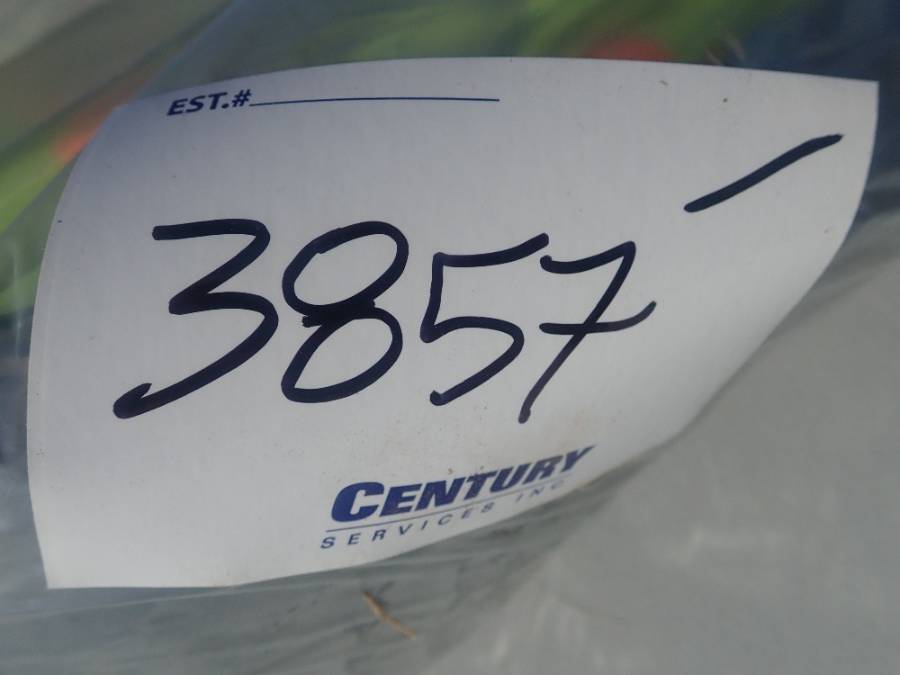 EST.#
3857 -
CENTURY
SERVICES INC